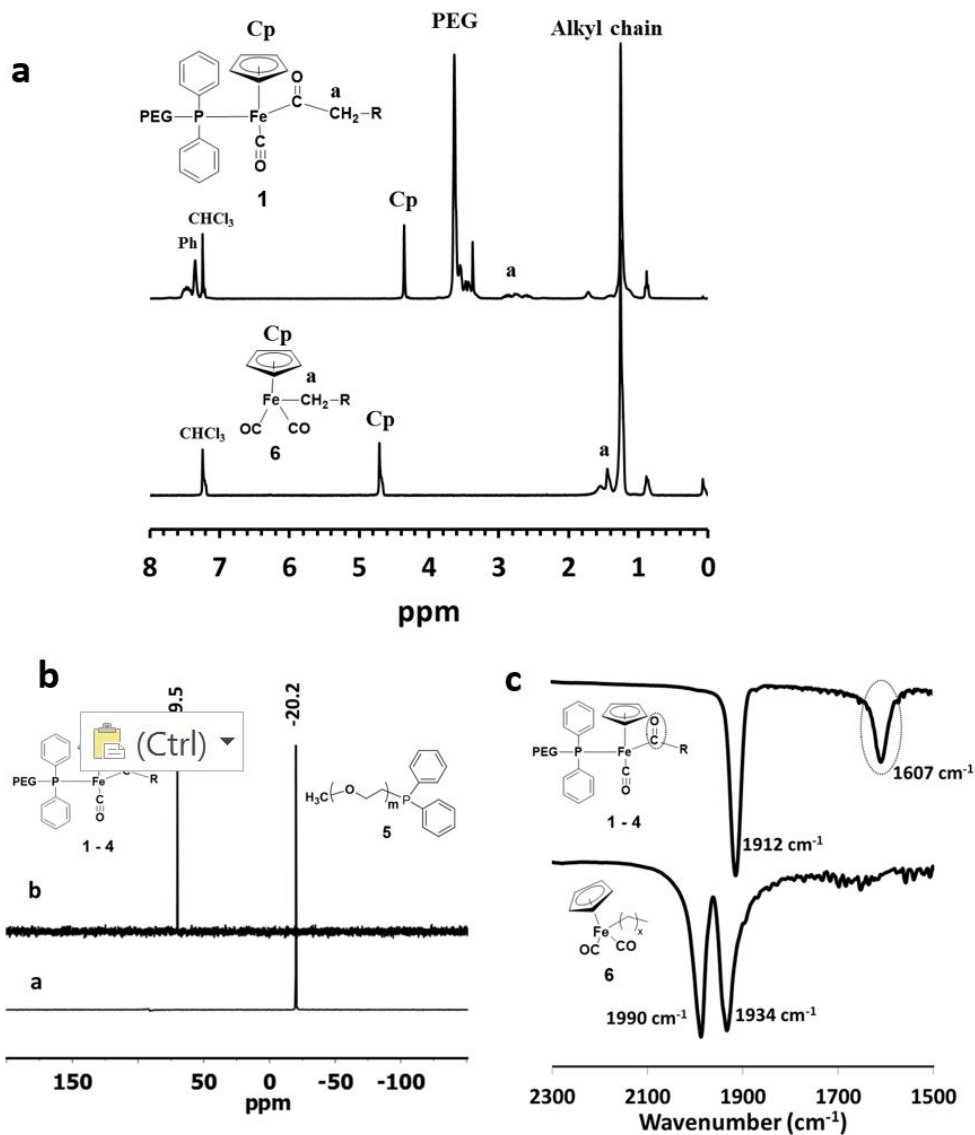 a
PEG
Alkyl chain
Cp
O
C
a
PEG
P
Fe
CH₂
R
C
O
1
Cp
CHCl₃
Ph
a
Cp
a
Fe
CH₂
R
OC
CO
6
CHCl₃
Cp
a
8 7 6 5 4 3 2 1 0
ppm
b
9.5
-20.2
(Ctrl)
PEG
P
Fe
R
C
O
1 - 4
H₃C
O
m
P
5
b
a
150 50 0 -50 -100
ppm
c
O
C
PEG
P
Fe
R
C
O
1 - 4
1607 cm⁻¹
1912 cm⁻¹
Fe
x
OC
CO
6
1990 cm⁻¹
1934 cm⁻¹
2300 2100 1900 1700 1500
Wavenumber (cm⁻¹)